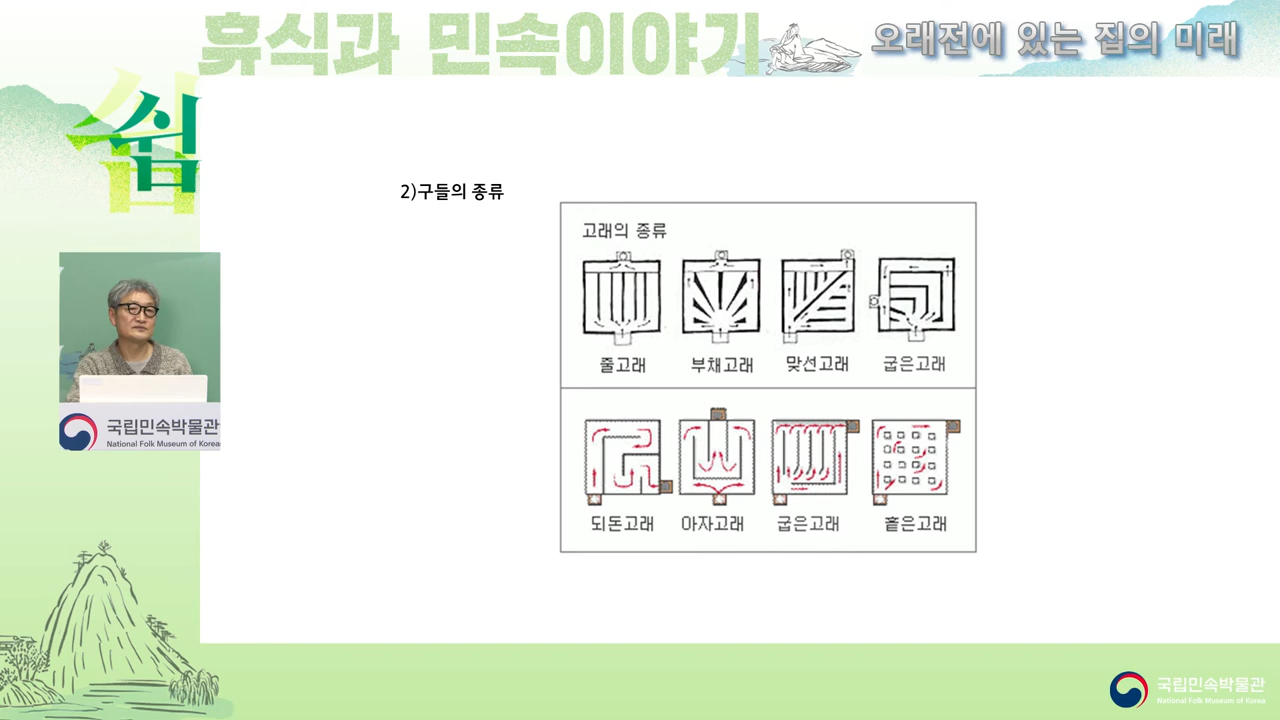 휴식과 민속이야기
오래전에 있는 집의 미래
쉼
2)구들의 종류
고래의 종류
줄고래 부채고래 맞선고래 굽은고래
되돈고래 아자고래 굽은고래 흩은고래
국립민속박물관
National Folk Museum of Korea
국립민속박물관
National Folk Museum of Korea